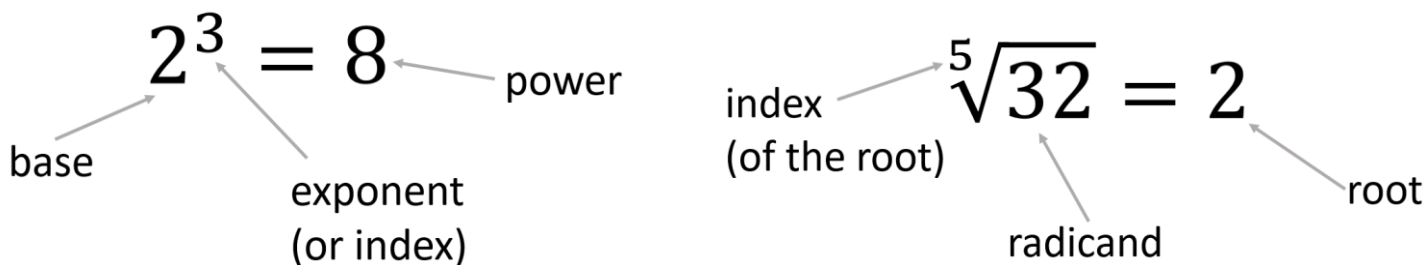 2³ = 8
power
base
exponent
(or index)
⁵√32 = 2
index
(of the root)
root
radicand